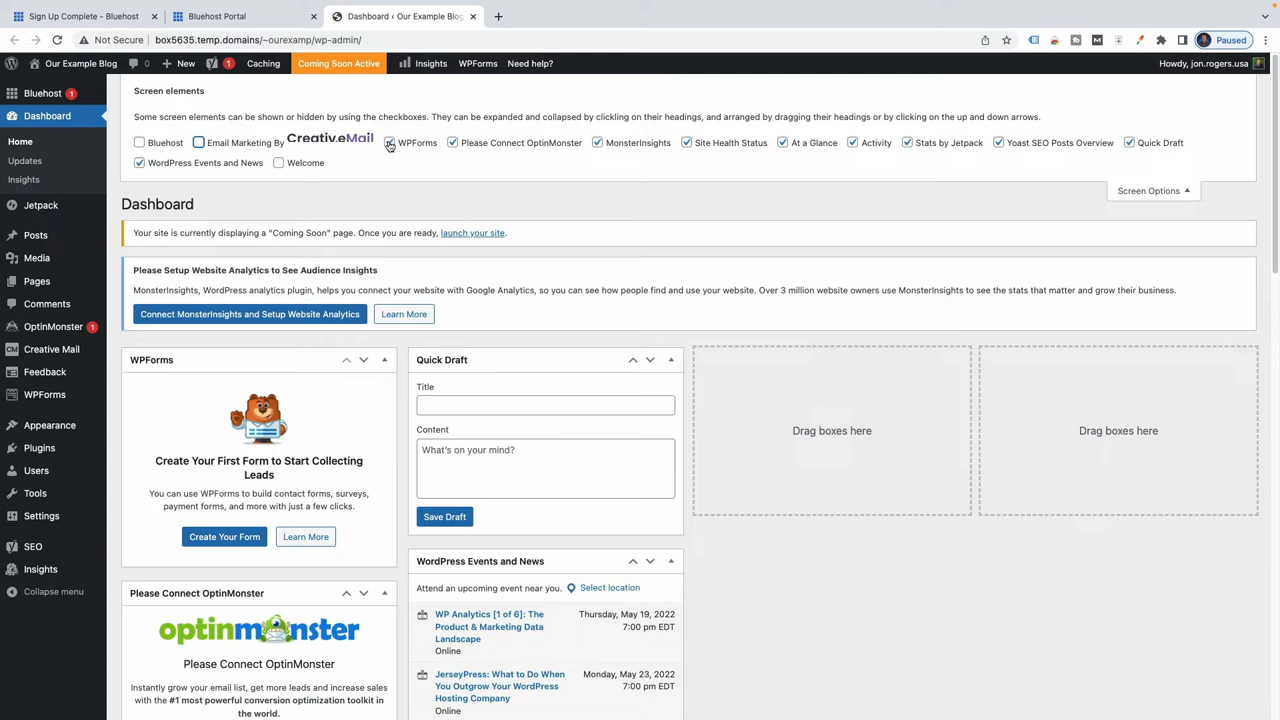 Sign Up Complete - Bluehost
Bluehost Portal
Dashboard ‹ Our Example Blog
Not Secure
box5635.temp.domains/~ourexamp/wp-admin/
Paused
Our Example Blog
0
New
1
Caching
Coming Soon Active
Insights
WPForms
Need help?
Howdy, jon.rogers.usa
Bluehost 1
Dashboard
Home
Updates
Insights
Jetpack
Posts
Media
Pages
Comments
OptinMonster 1
Creative Mail
Feedback
WPForms
Appearance
Plugins
Users
Tools
Settings
SEO
Insights
Collapse menu
Screen elements
Some screen elements can be shown or hidden by using the checkboxes. They can be expanded and collapsed by clicking on their headings, and arranged by dragging their headings or by clicking on the up and down arrows.
Bluehost Email Marketing By Creativ.eMail WPForms Please Connect OptinMonster MonsterInsights Site Health Status At a Glance Activity Stats by Jetpack Yoast SEO Posts Overview Quick Draft
WordPress Events and News Welcome
Screen Options
Dashboard
Your site is currently displaying a "Coming Soon" page. Once you are ready, launch your site.
Please Setup Website Analytics to See Audience Insights
MonsterInsights, WordPress analytics plugin, helps you connect your website with Google Analytics, so you can see how people find and use your website. Over 3 million website owners use MonsterInsights to see the stats that matter and grow their business.
Connect MonsterInsights and Setup Website Analytics
Learn More
WPForms
Create Your First Form to Start Collecting
Leads
You can use WPForms to build contact forms, surveys,
payment forms, and more with just a few clicks.
Create Your Form
Learn More
Please Connect OptinMonster
optinmonster
Please Connect OptinMonster
Instantly grow your email list, get more leads and increase sales
with the #1 most powerful conversion optimization toolkit in
the world.
Quick Draft
Title
Content
What's on your mind?
Save Draft
WordPress Events and News
Attend an upcoming event near you. Select location
WP Analytics [1 of 6]: The
Product & Marketing Data
Landscape
Online
Thursday, May 19, 2022
7:00 pm EDT
JerseyPress: What to Do When
You Outgrow Your WordPress
Hosting Company
Online
Monday, May 23, 2022
7:00 pm EDT
Drag boxes here
Drag boxes here